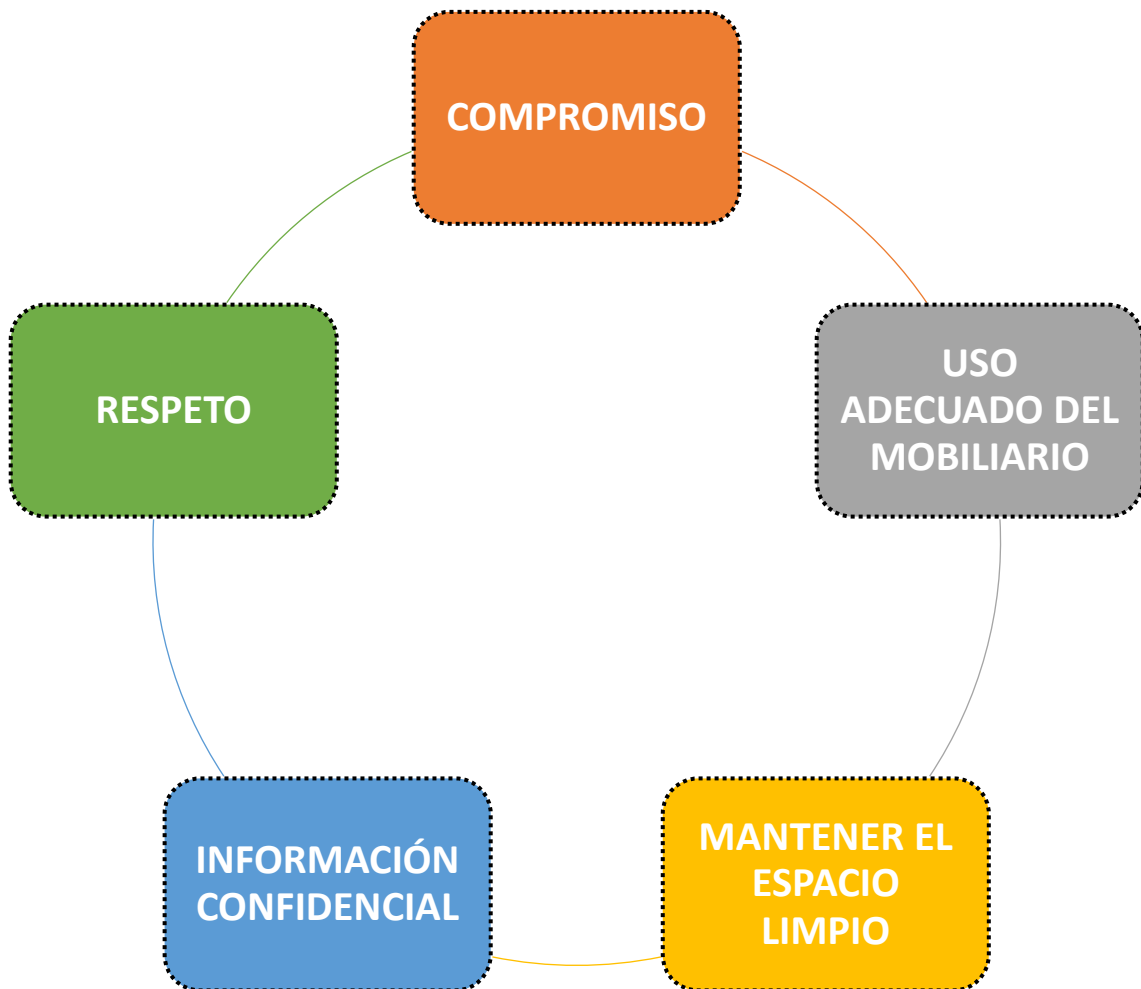 COMPROMISO
USO
ADECUADO DEL
MOBILIARIO
MANTENER EL
ESPACIO
LIMPIO
INFORMACIÓN
CONFIDENCIAL
RESPETO